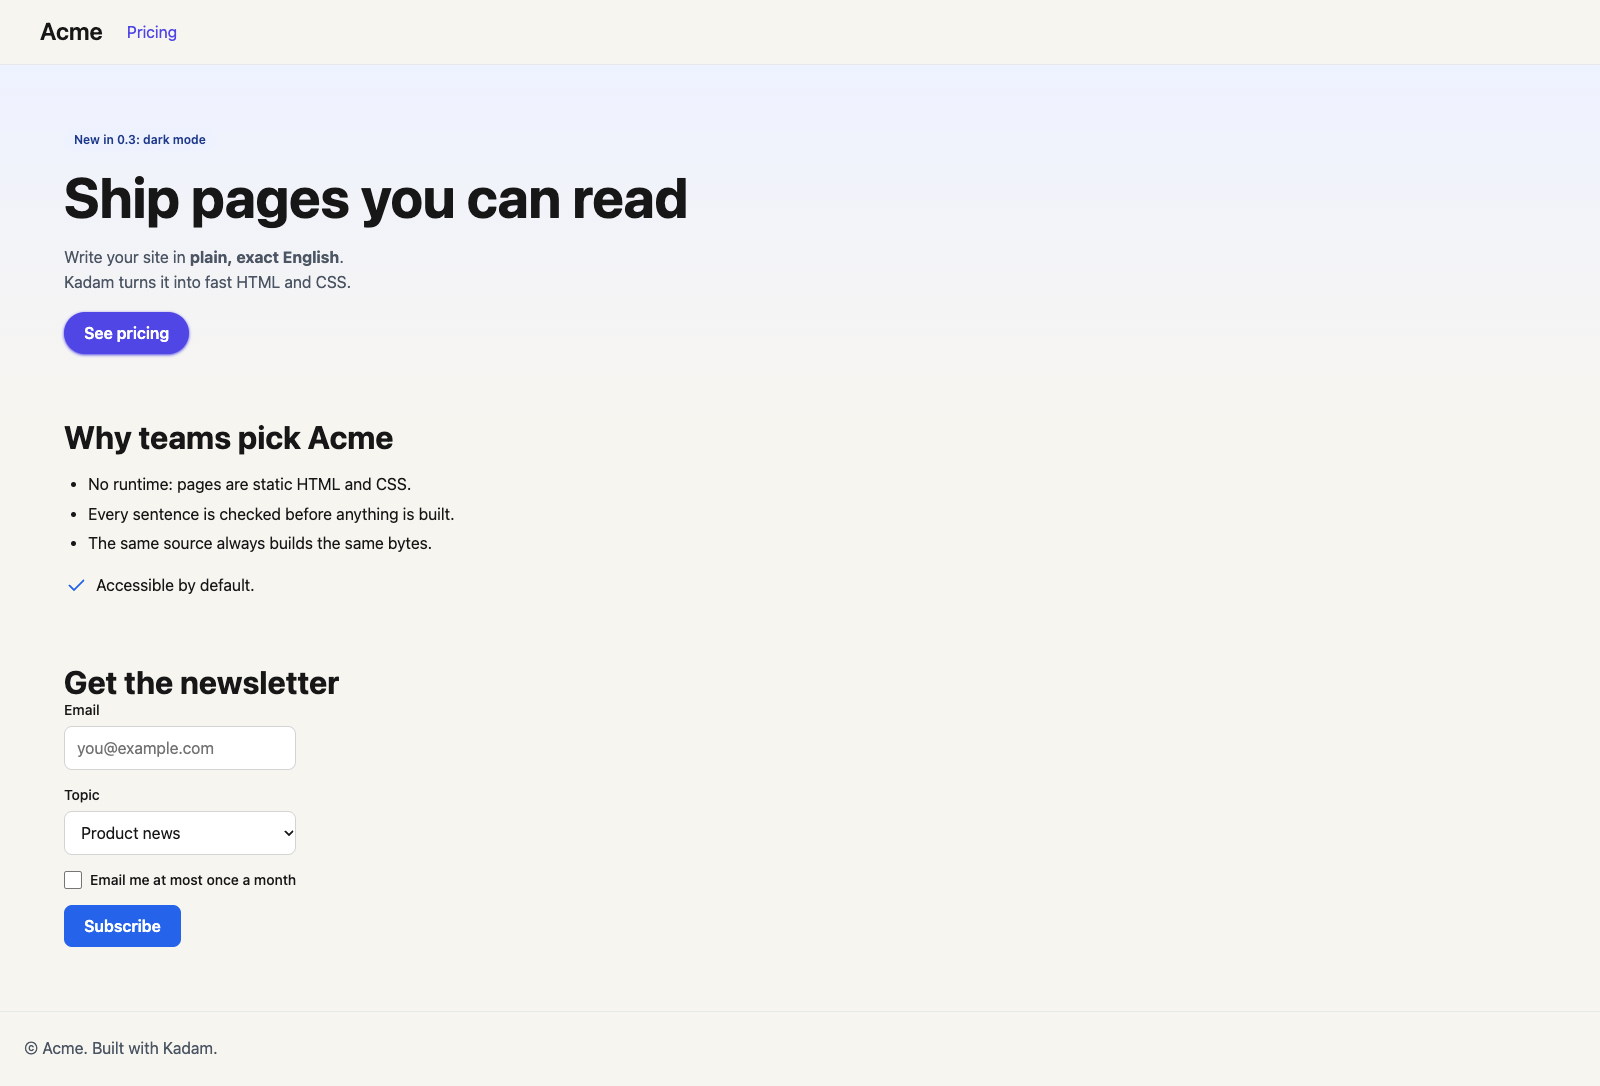 Acme
Pricing
New in 0.3: dark mode
Ship pages you can read
Write your site in plain, exact English.
Kadam turns it into fast HTML and CSS.
See pricing
Why teams pick Acme
No runtime: pages are static HTML and CSS.
Every sentence is checked before anything is built.
The same source always builds the same bytes.
Accessible by default.
Get the newsletter
Email
you@example.com
Topic
Product news
Email me at most once a month
Subscribe
© Acme. Built with Kadam.